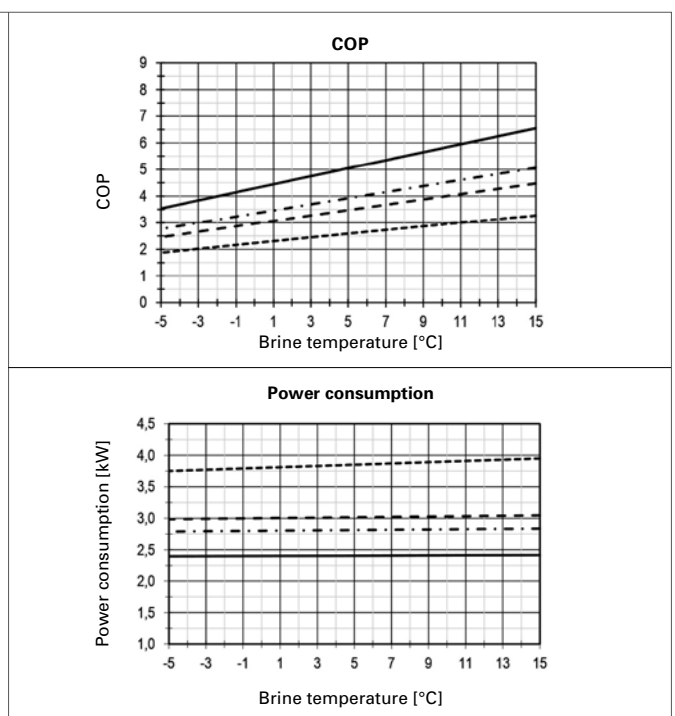 COP
9
8
7
6
5
4
3
2
1
0
COP
-5 -3 -1 1 3 5 7 9 11 13 15
Brine temperature [°C]
Power consumption
4,5
4,0
3,5
3,0
2,5
2,0
1,5
1,0
Power consumption [kW]
-5 -3 -1 1 3 5 7 9 11 13 15
Brine temperature [°C]